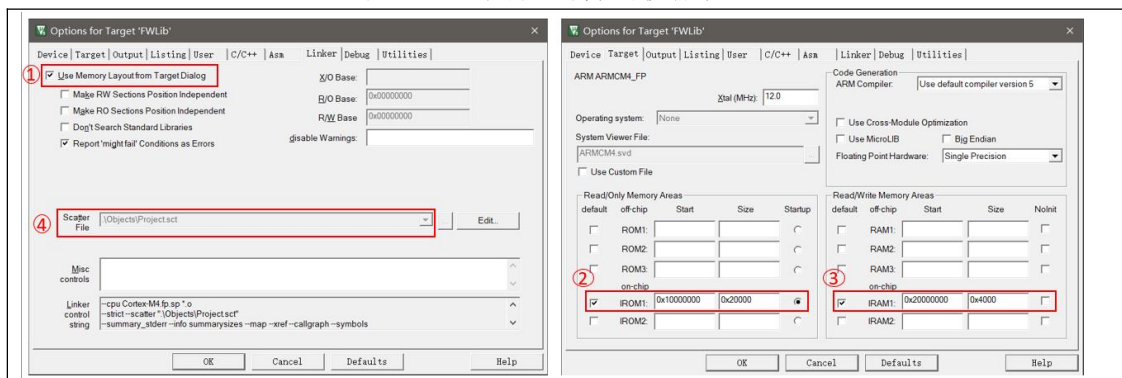 Options for Target 'FWLib'
Device Target Output Listing User C/C++ Asm Linker Debug Utilities
① Use Memory Layout from Target Dialog
X/O Base:
Make RW Sections Position Independent
R/O Base: 0x00000000
Make RO Sections Position Independent
R/W Base 0x00000000
Don't Search Standard Libraries
disable Warnings:
Report 'might fail' Conditions as Errors
④ Scatter File .\Objects\Project.sct ... Edit...
Misc controls
Linker control string
--cpu Cortex-M4.fp.sp *.o
--strict --scatter ".\Objects\Project.sct"
--summary_stderr --info summarysizes --map --xref --callgraph --symbols
OK Cancel Defaults Help
Options for Target 'FWLib'
Device Target Output Listing User C/C++ Asm Linker Debug Utilities
ARM ARMCM4_FP
Xtal (MHz): 12.0
Operating system: None
System Viewer File:
ARMCM4.svd ...
Use Custom File
Code Generation
ARM Compiler: Use default compiler version 5
Use Cross-Module Optimization
Use MicroLIB Big Endian
Floating Point Hardware: Single Precision
Read/Only Memory Areas
default off-chip Start Size Startup
ROM1:
ROM2:
ROM3:
on-chip
②
IROM1: 0x10000000 0x20000
IROM2:
Read/Write Memory Areas
default off-chip Start Size NoInit
RAM1:
RAM2:
RAM3:
on-chip
③
IRAM1: 0x20000000 0x4000
IRAM2:
OK Cancel Defaults Help